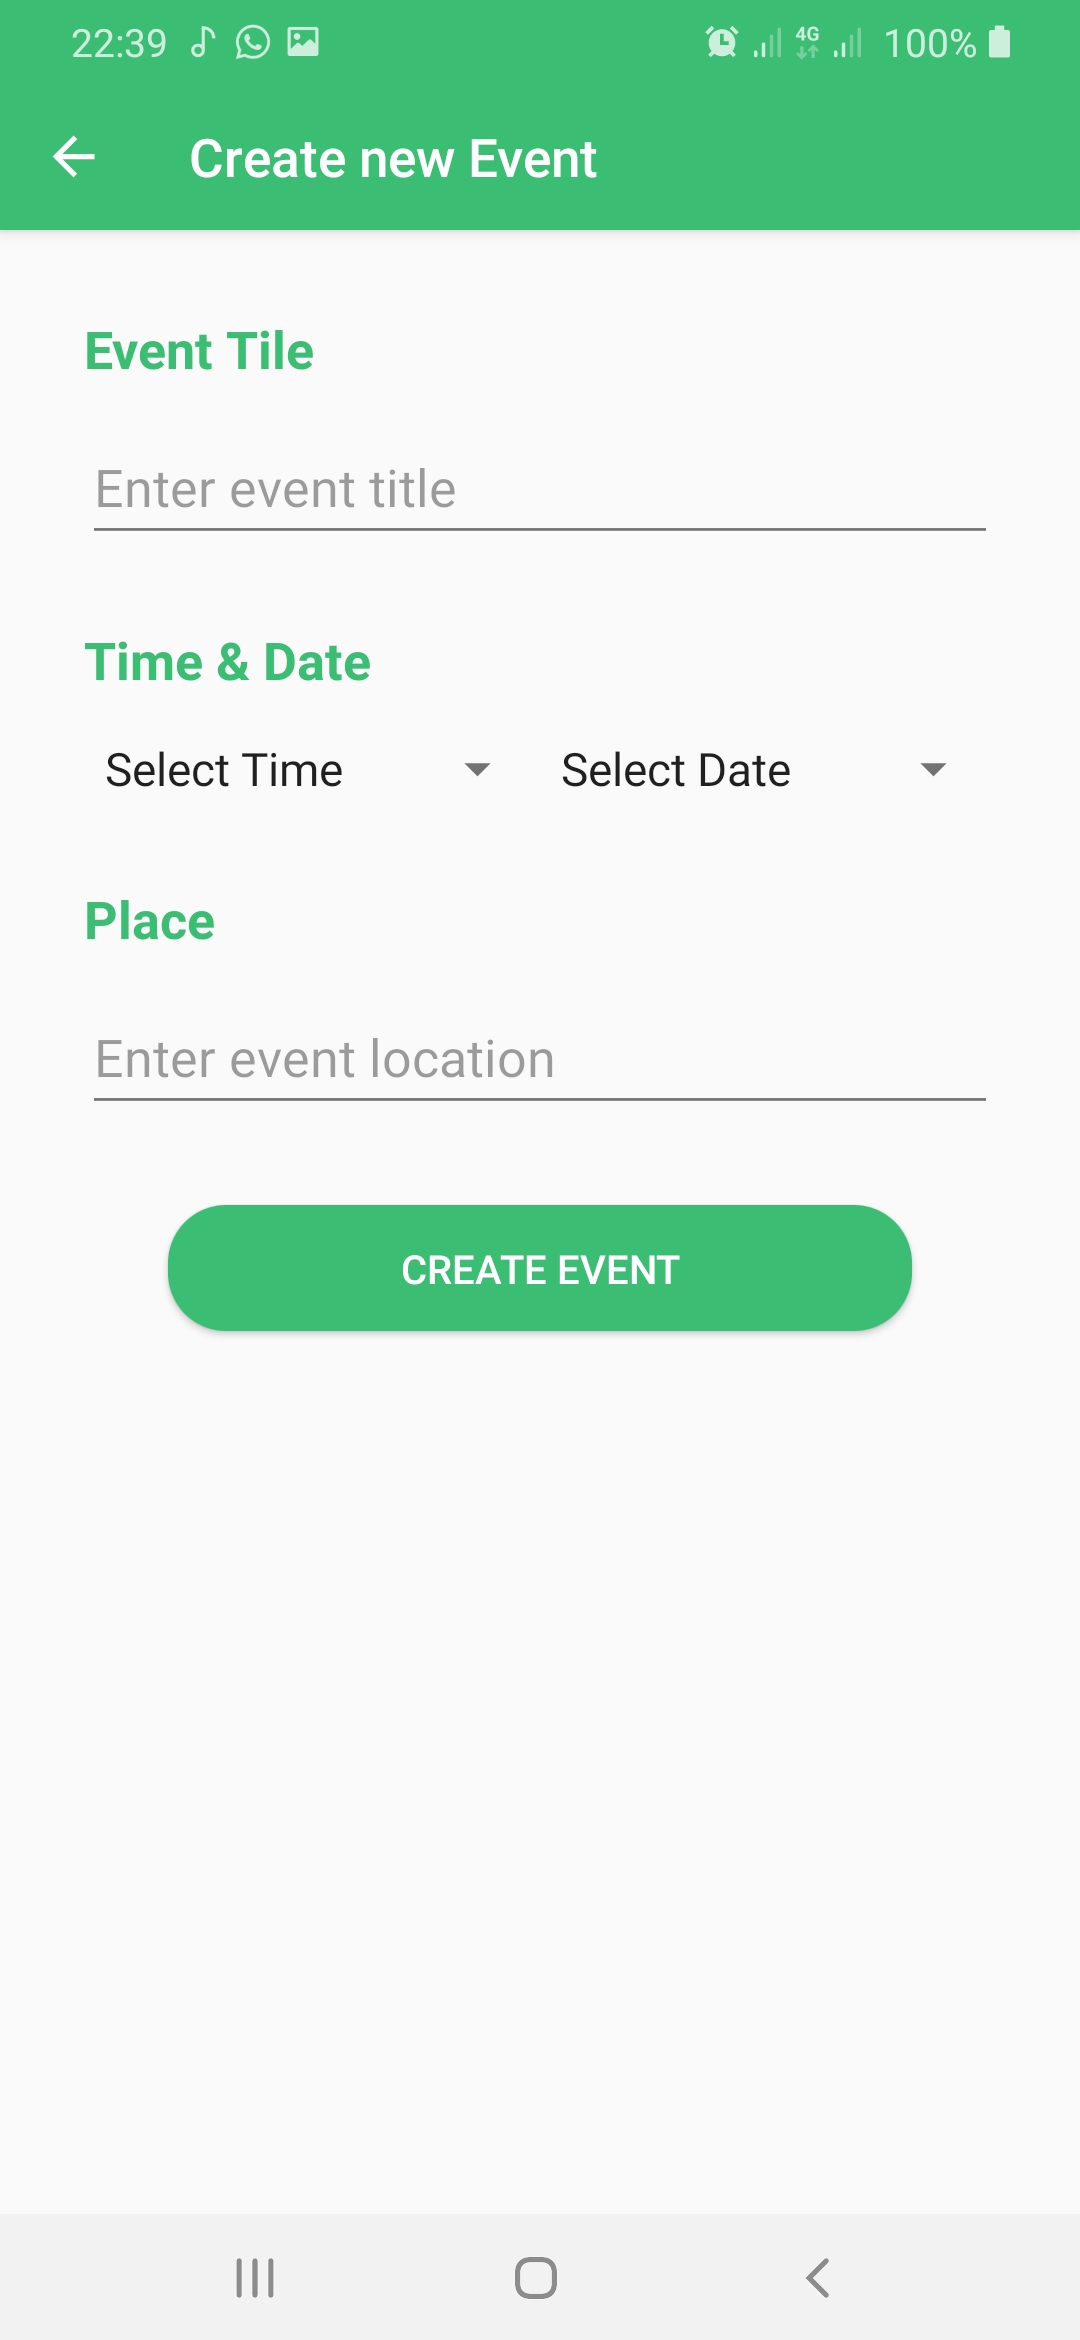 22:39 4G 100%
Create new Event
Event Tile
Enter event title
Time & Date
Select Time Select Date
Place
Enter event location
CREATE EVENT